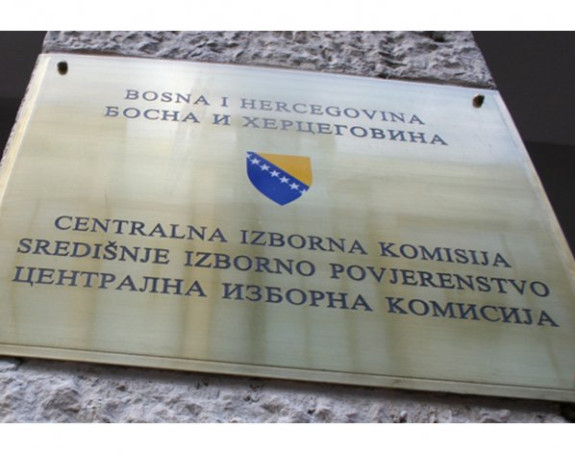 BOSNA I HERCEGOVINA
БОСНА И ХЕРЦЕГОВИНА
CENTRALNA IZBORNA KOMISIJA
SREDIŠNJE IZBORNO POVJERENSTVO
ЦЕНТРАЛНА ИЗБОРНА КОМИСИЈА